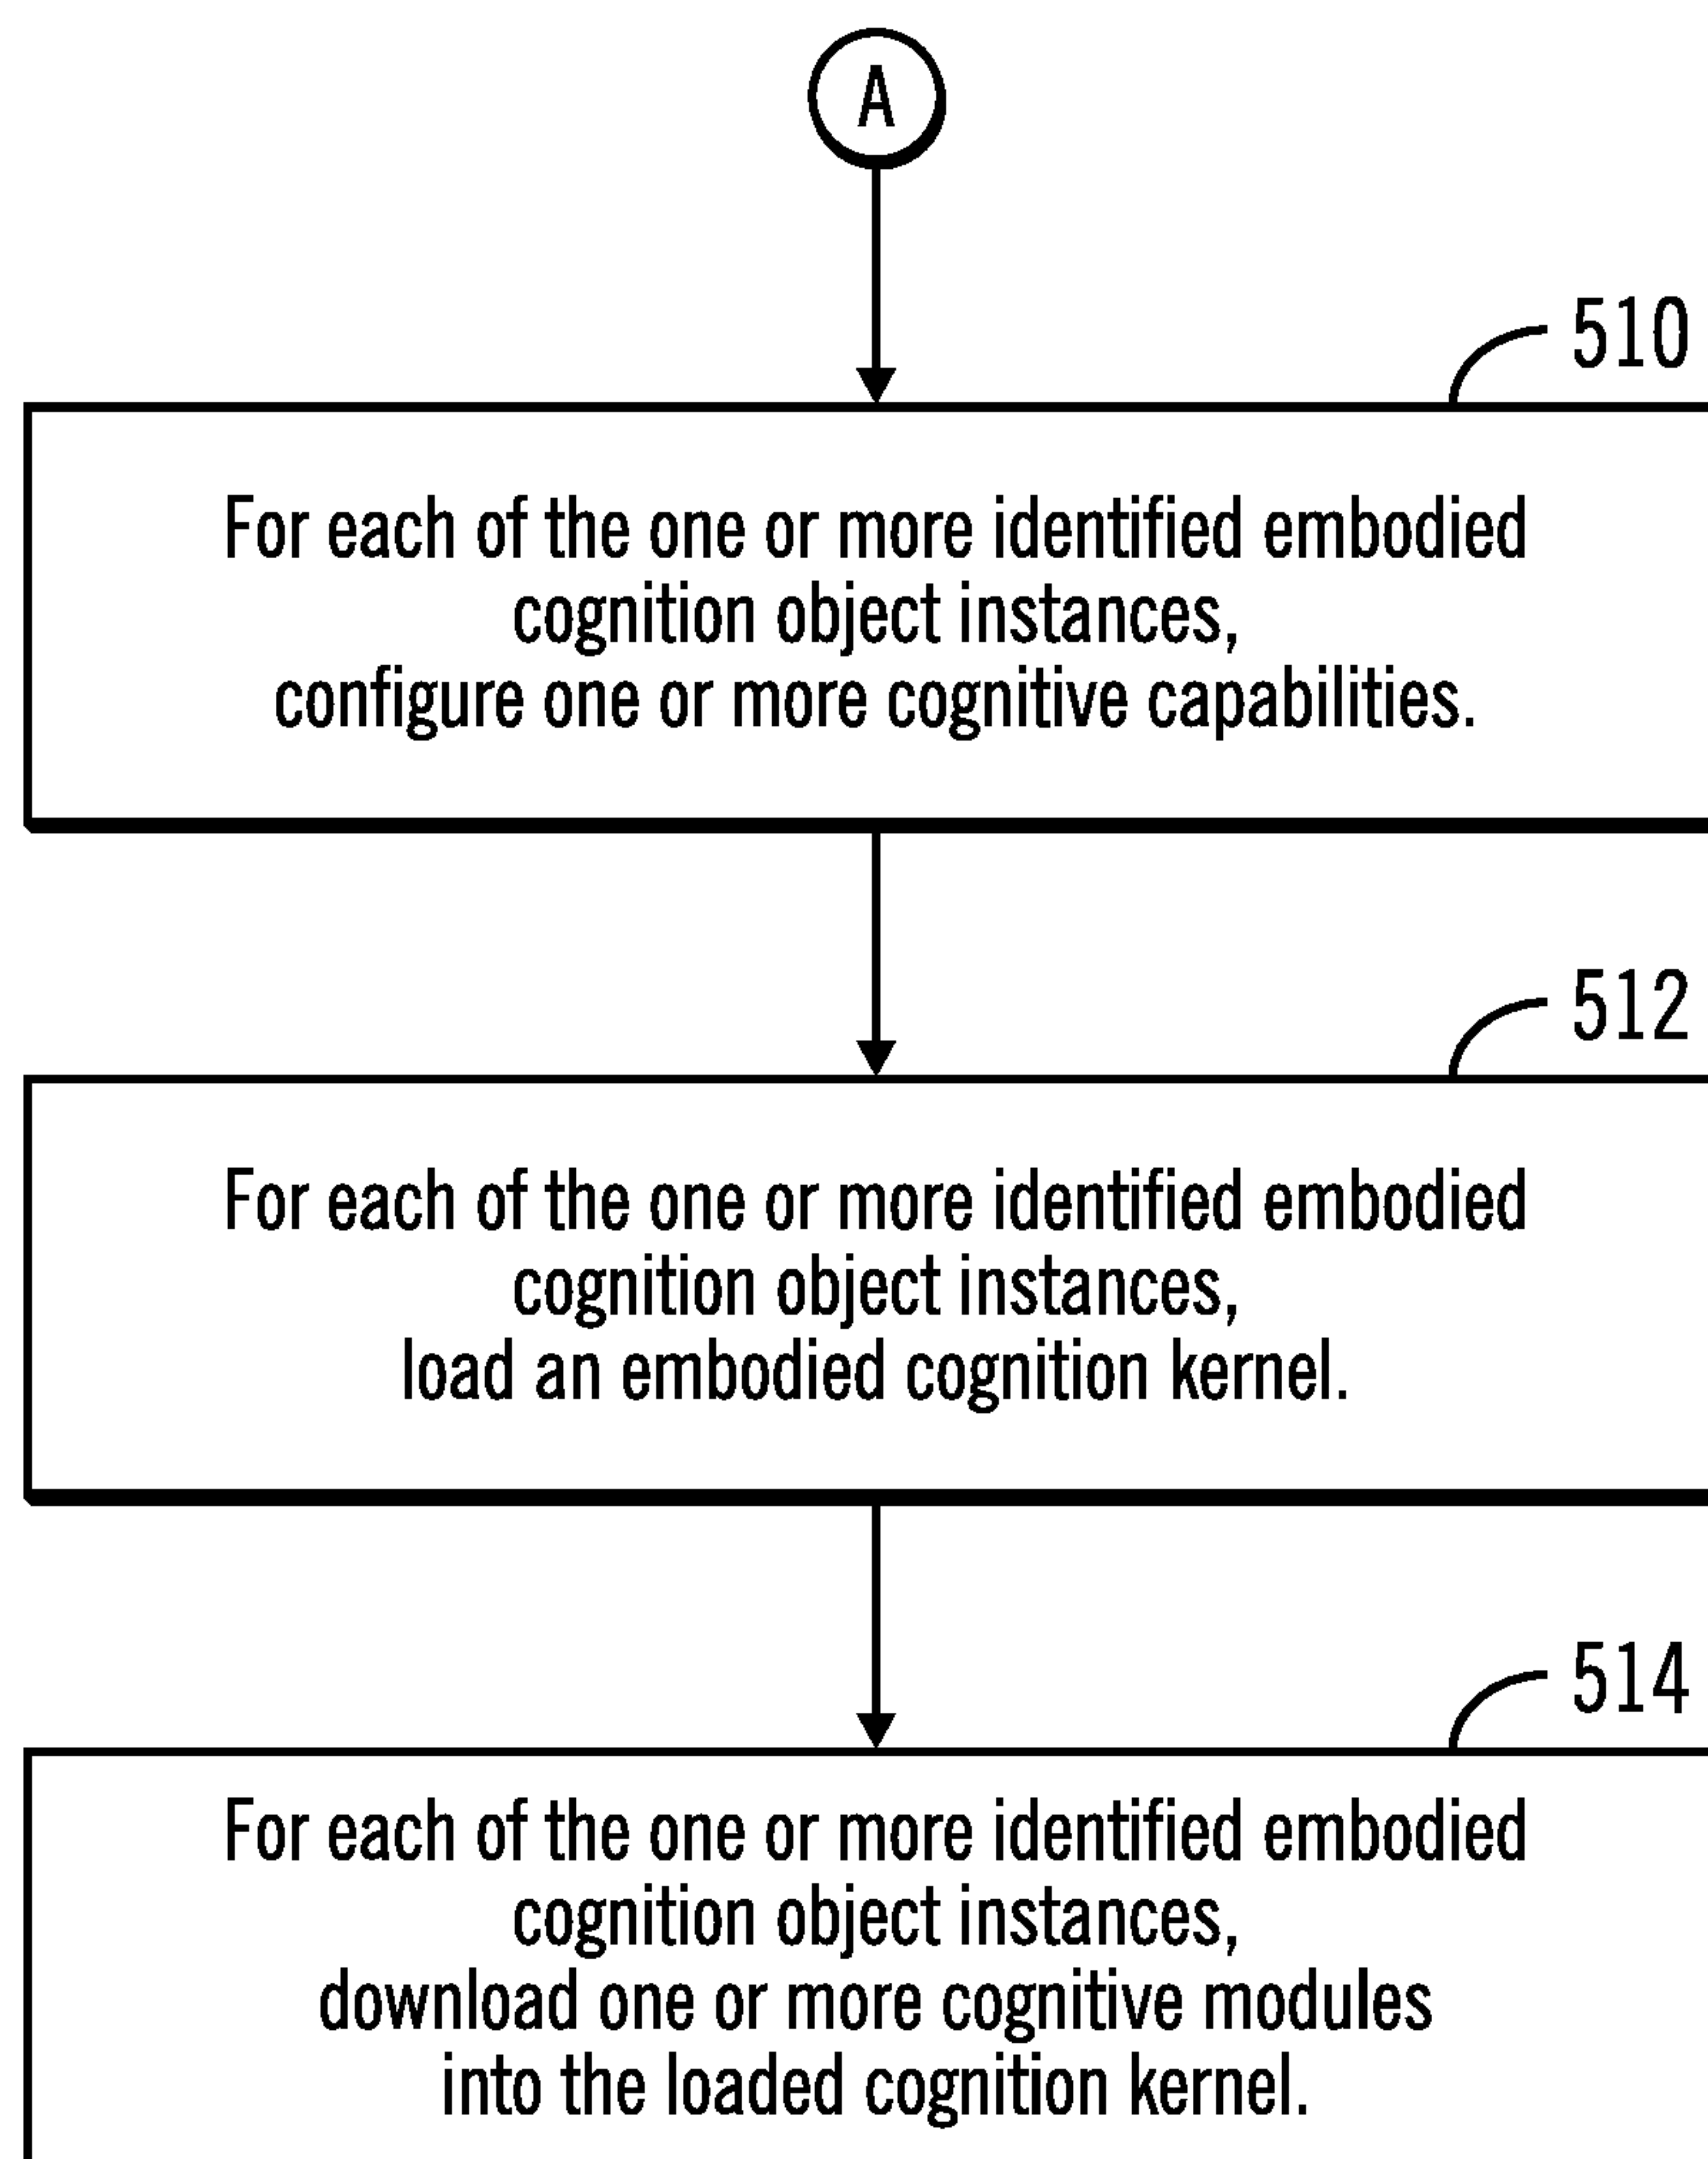 A
510
For each of the one or more identified embodied
cognition object instances,
configure one or more cognitive capabilities.
512
For each of the one or more identified embodied
cognition object instances,
load an embodied cognition kernel.
514
For each of the one or more identified embodied
cognition object instances,
download one or more cognitive modules
into the loaded cognition kernel.